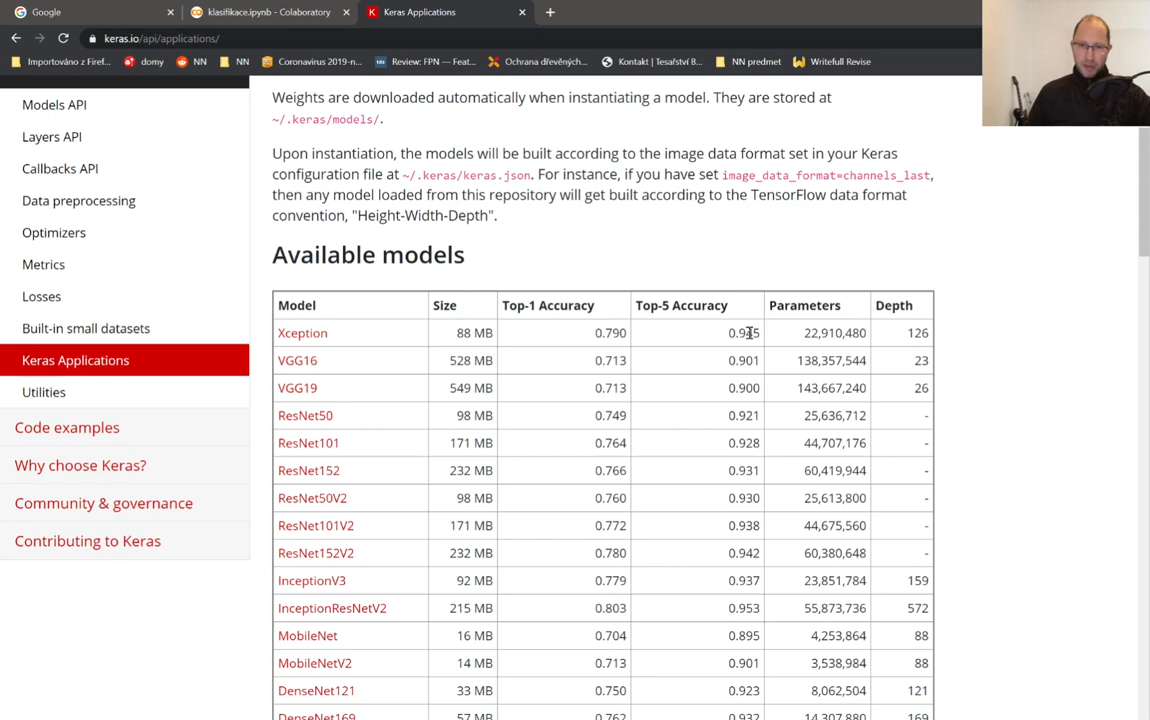 Google
klasifikace.ipynb - Colaboratory
Keras Applications
keras.io/api/applications/
Importováno z Firef...
domy
NN
NN
Coronavirus 2019-n...
Review: FPN — Feat...
Ochrana dřevěných...
Kontakt | Tesařství B...
NN predmet
Writefull Revise
Models API
Layers API
Callbacks API
Data preprocessing
Optimizers
Metrics
Losses
Built-in small datasets
Keras Applications
Utilities
Code examples
Why choose Keras?
Community & governance
Contributing to Keras
Weights are downloaded automatically when instantiating a model. They are stored at
~/.keras/models/.
Upon instantiation, the models will be built according to the image data format set in your Keras
configuration file at ~/.keras/keras.json. For instance, if you have set image_data_format=channels_last,
then any model loaded from this repository will get built according to the TensorFlow data format
convention, "Height-Width-Depth".
Available models
Model Size Top-1 Accuracy Top-5 Accuracy Parameters Depth
Xception 88 MB 0.790 0.945 22,910,480 126
VGG16 528 MB 0.713 0.901 138,357,544 23
VGG19 549 MB 0.713 0.900 143,667,240 26
ResNet50 98 MB 0.749 0.921 25,636,712 -
ResNet101 171 MB 0.764 0.928 44,707,176 -
ResNet152 232 MB 0.766 0.931 60,419,944 -
ResNet50V2 98 MB 0.760 0.930 25,613,800 -
ResNet101V2 171 MB 0.772 0.938 44,675,560 -
ResNet152V2 232 MB 0.780 0.942 60,380,648 -
InceptionV3 92 MB 0.779 0.937 23,851,784 159
InceptionResNetV2 215 MB 0.803 0.953 55,873,736 572
MobileNet 16 MB 0.704 0.895 4,253,864 88
MobileNetV2 14 MB 0.713 0.901 3,538,984 88
DenseNet121 33 MB 0.750 0.923 8,062,504 121
DenseNet169 57 MB 0.762 0.932 14,307,880 169